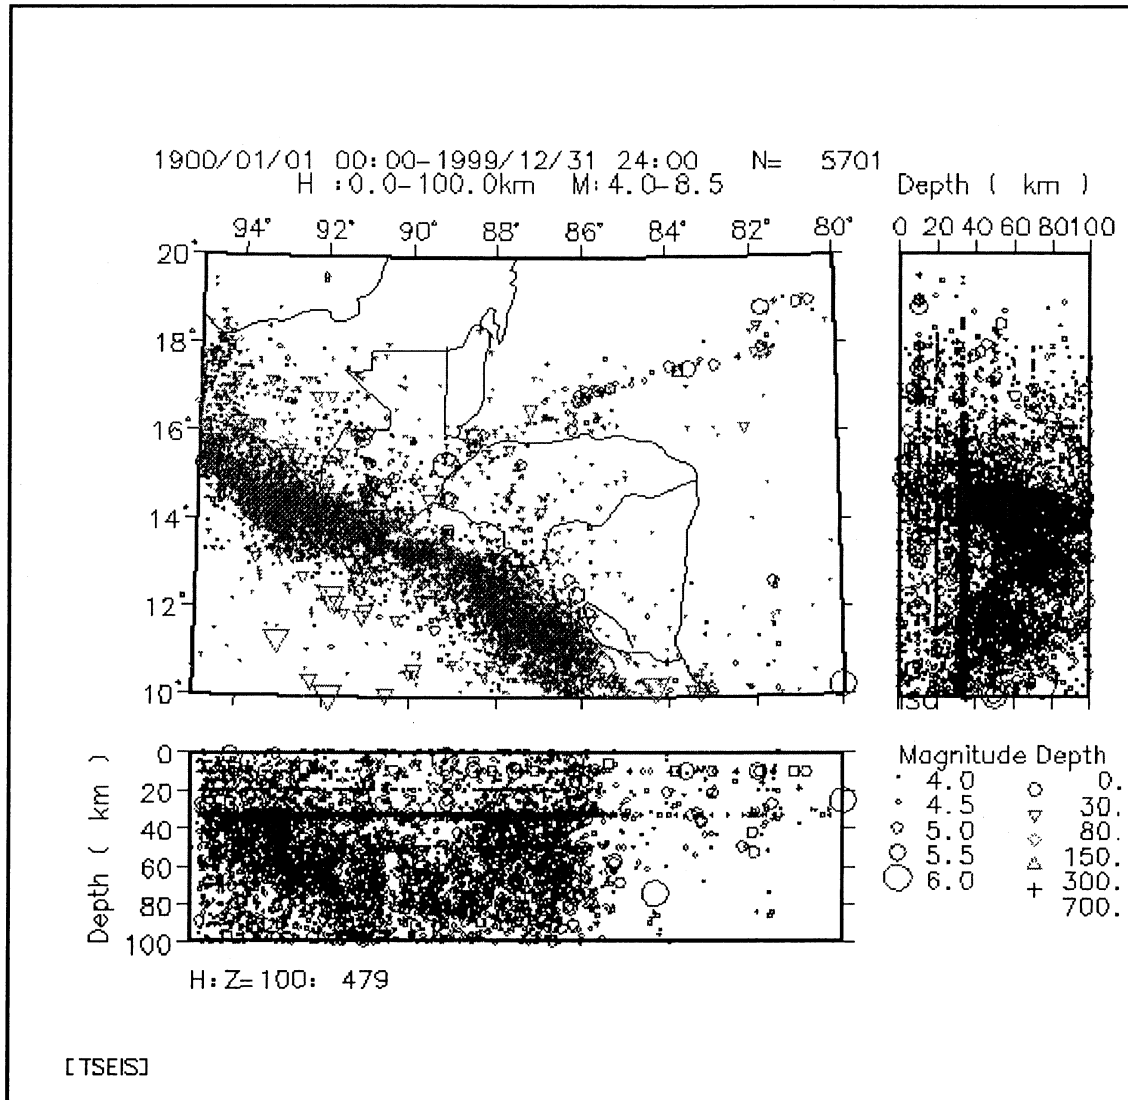 1900/01/01 00:00-1999/12/31 24:00 N= 5701
H :0.0-100.0km M:4.0-8.5
Depth ( km )
94° 92° 90° 88° 86° 84° 82° 80°
0 20 40 60 80 100
20°
18°
16°
14°
12°
10°
Depth ( km )
0
20
40
60
80
100
Magnitude Depth
4.0 0.
4.5 30.
5.0 80.
5.5 150.
6.0 300.
700.
H:Z=100: 479
[TSEIS]